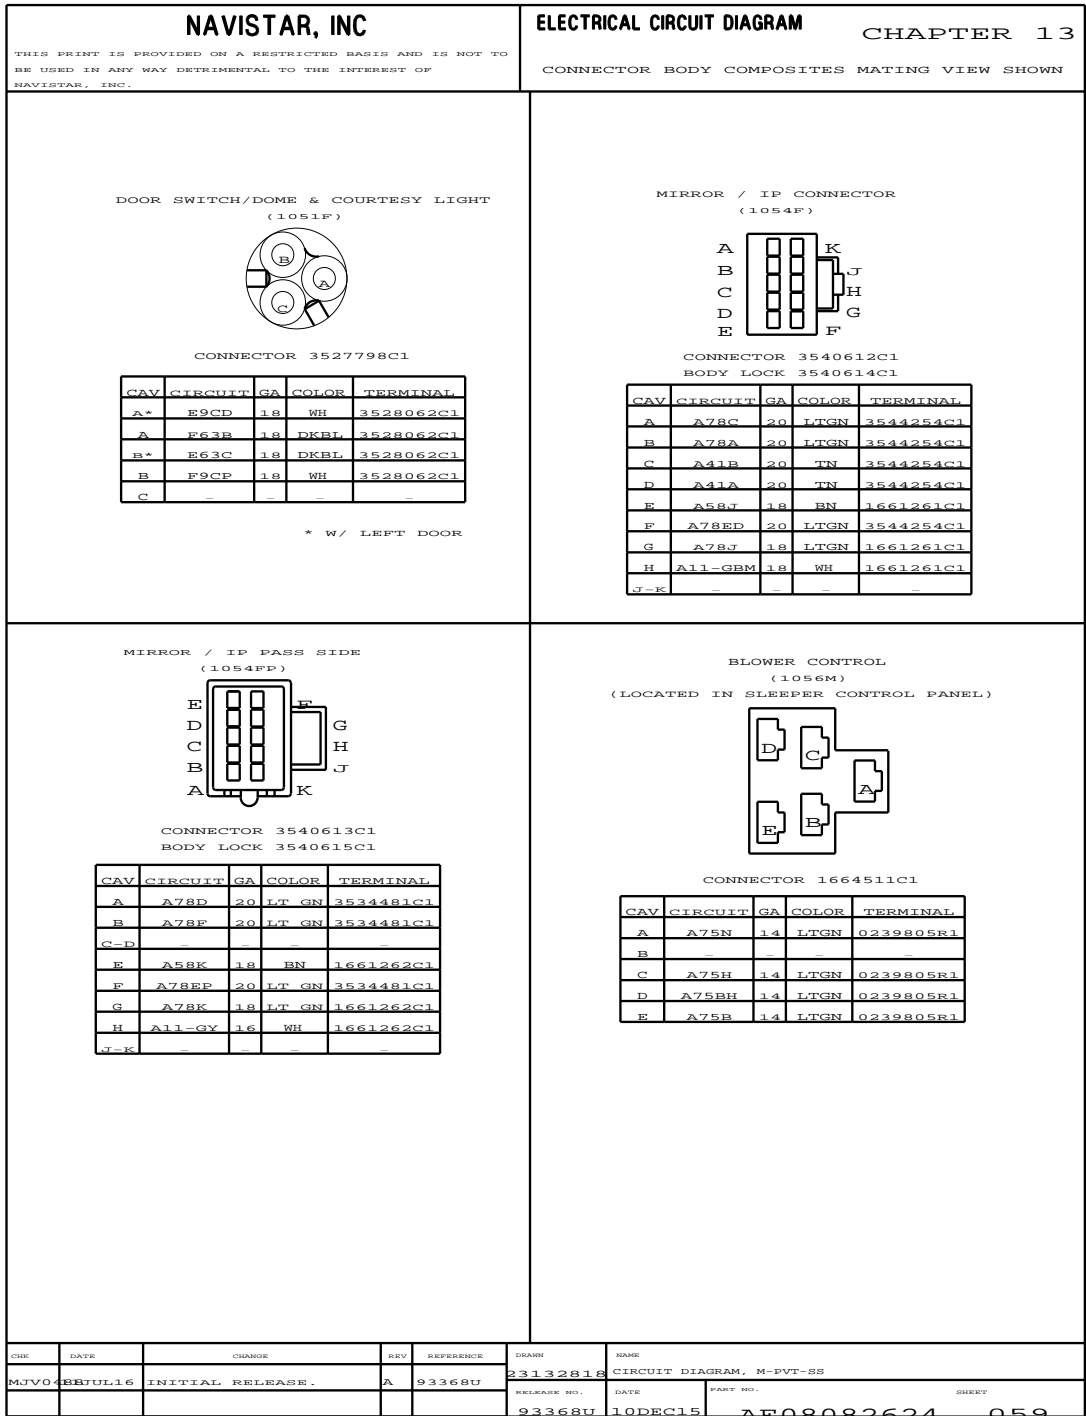 NAVISTAR, INC
THIS PRINT IS PROVIDED ON A RESTRICTED BASIS AND IS NOT TO
BE USED IN ANY WAY DETRIMENTAL TO THE INTEREST OF
NAVISTAR, INC.
ELECTRICAL CIRCUIT DIAGRAM
CHAPTER 13
CONNECTOR BODY COMPOSITES MATING VIEW SHOWN
DOOR SWITCH/DOME & COURTESY LIGHT
(1051F)
B
A
C
CONNECTOR 3527798C1
CAV CIRCUIT GA COLOR TERMINAL
A* E9CD 18 WH 3528062C1
A F63B 18 DKBL 3528062C1
B* E63C 18 DKBL 3528062C1
B F9CP 18 WH 3528062C1
C – – – –
* W/ LEFT DOOR
MIRROR / IP CONNECTOR
(1054F)
A K
B J
C H
D G
E F
CONNECTOR 3540612C1
BODY LOCK 3540614C1
CAV CIRCUIT GA COLOR TERMINAL
A A78C 20 LTGN 3544254C1
B A78A 20 LTGN 3544254C1
C A41B 20 TN 3544254C1
D A41A 20 TN 3544254C1
E A58J 18 BN 1661261C1
F A78ED 20 LTGN 3544254C1
G A78J 18 LTGN 1661261C1
H A11-GBM 18 WH 1661261C1
J-K – – – –
MIRROR / IP PASS SIDE
(1054FP)
E F
D G
C H
B J
A K
CONNECTOR 3540613C1
BODY LOCK 3540615C1
CAV CIRCUIT GA COLOR TERMINAL
A A78D 20 LT GN 3534481C1
B A78F 20 LT GN 3534481C1
C-D – – – –
E A58K 18 BN 1661262C1
F A78EP 20 LT GN 3534481C1
G A78K 18 LT GN 1661262C1
H A11-GY 16 WH 1661262C1
J-K – – – –
BLOWER CONTROL
(1056M)
(LOCATED IN SLEEPER CONTROL PANEL)
D C
A
E B
CONNECTOR 1664511C1
CAV CIRCUIT GA COLOR TERMINAL
A A75N 14 LTGN 0239805R1
B – – – –
C A75H 14 LTGN 0239805R1
D A75BH 14 LTGN 0239805R1
E A75B 14 LTGN 0239805R1
CHK DATE CHANGE REV REFERENCE
INITIAL RELEASE. A 93368U
DRAWN
23132818
NAME
CIRCUIT DIAGRAM, M-PVT-SS
RELEASE NO. DATE PART NO. SHEET
93368U 10DEC15 AF08082624 059